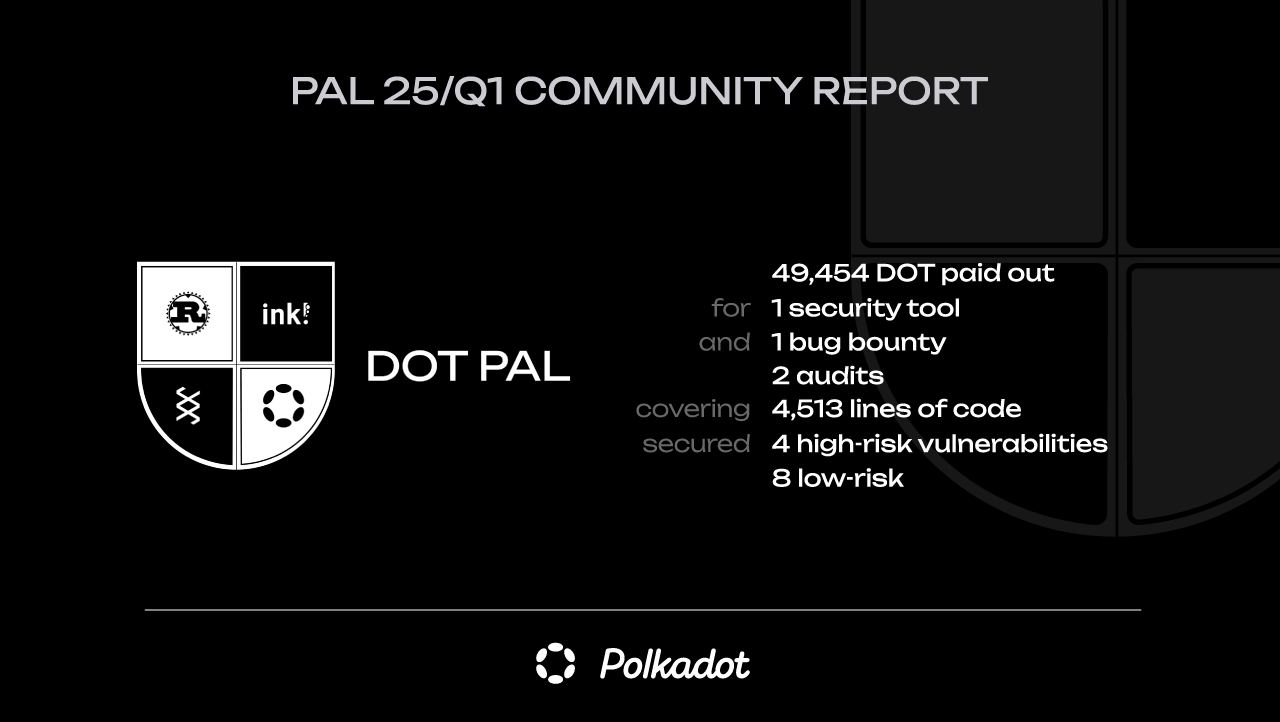 PAL 25/Q1 COMMUNITY REPORT
R
ink!
DOT PAL
49,454 DOT paid out
for 1 security tool
and 1 bug bounty
2 audits
covering 4,513 lines of code
secured 4 high-risk vulnerabilities
8 low-risk
Polkadot